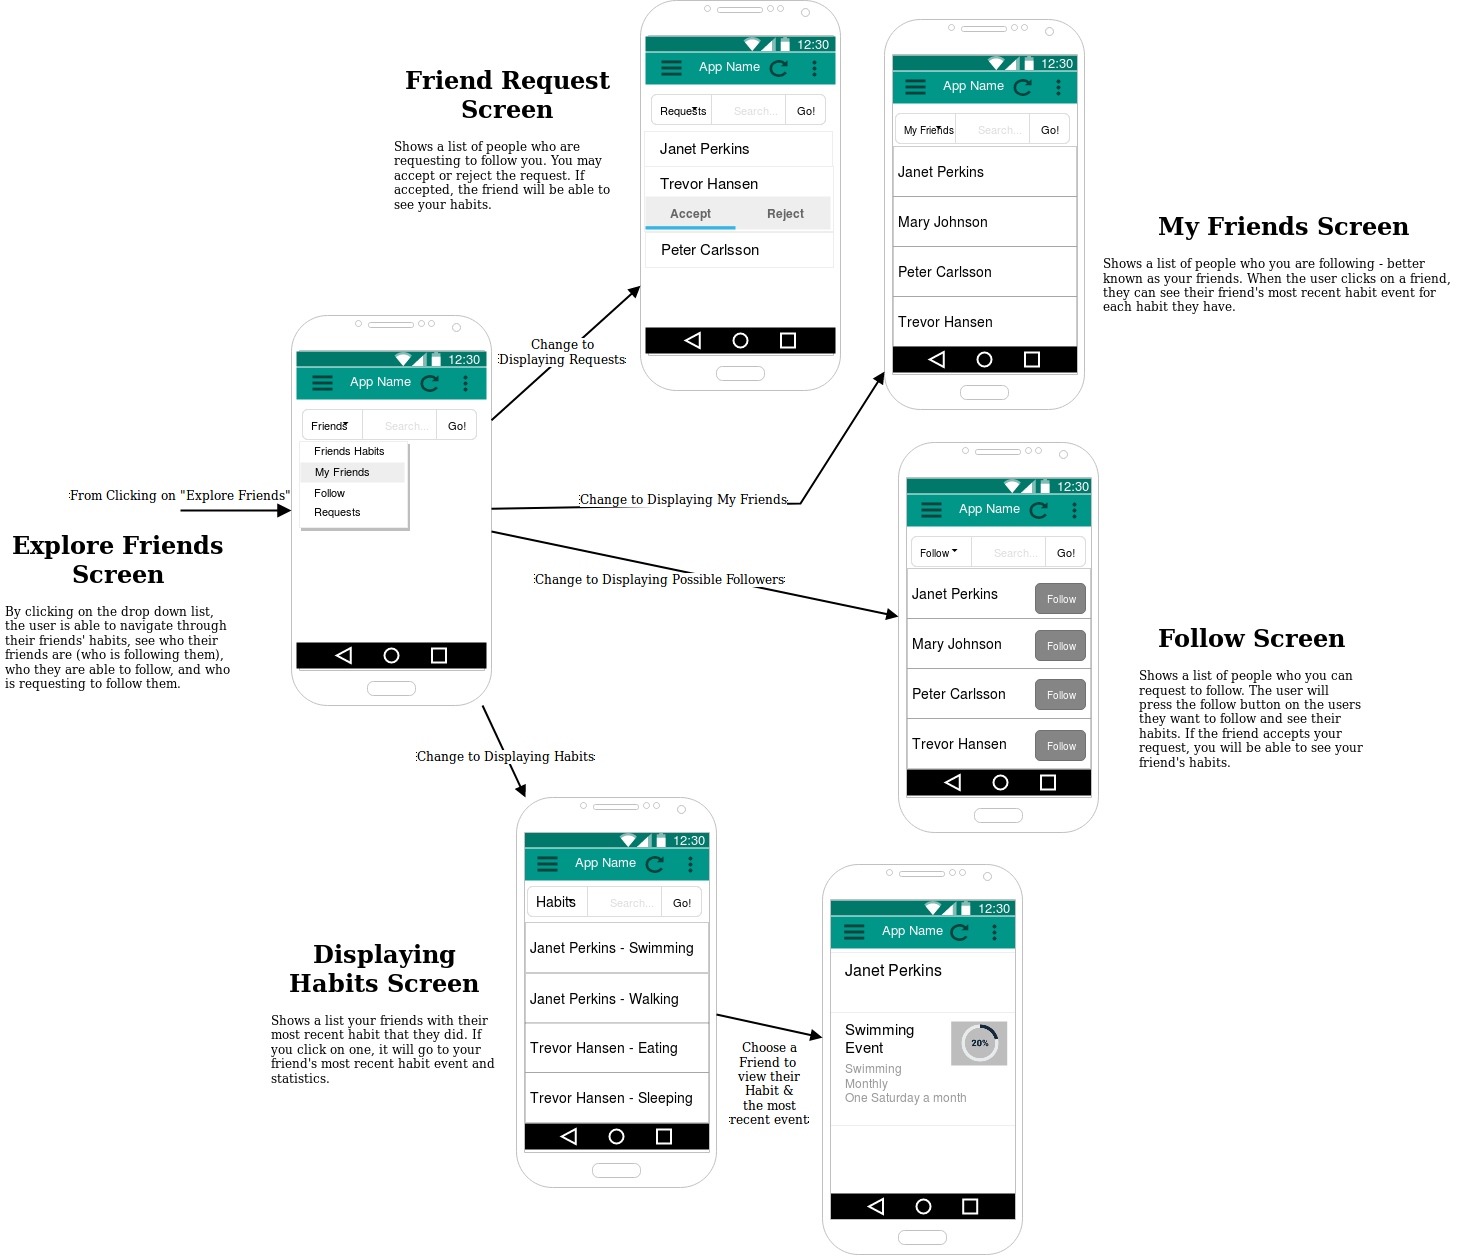 12:30
App Name
Requests
Search...
Go!
Janet Perkins
Trevor Hansen
Accept
Reject
Peter Carlsson
Friend Request
Screen
Shows a list of people who are
requesting to follow you. You may
accept or reject the request. If
accepted, the friend will be able to
see your habits.
12:30
App Name
My Friends
Search...
Go!
Janet Perkins
Mary Johnson
Peter Carlsson
Trevor Hansen
My Friends Screen
Shows a list of people who you are following - better
known as your friends. When the user clicks on a friend,
they can see their friend's most recent habit event for
each habit they have.
Change to
Displaying Requests
12:30
App Name
Friends
Search...
Go!
Friends Habits
My Friends
Follow
Requests
From Clicking on "Explore Friends"
Explore Friends
Screen
By clicking on the drop down list,
the user is able to navigate through
their friends' habits, see who their
friends are (who is following them),
who they are able to follow, and who
is requesting to follow them.
Change to Displaying My Friends
Change to Displaying Possible Followers
12:30
App Name
Follow
Search...
Go!
Janet Perkins
Follow
Mary Johnson
Follow
Peter Carlsson
Follow
Trevor Hansen
Follow
Follow Screen
Shows a list of people who you can
request to follow. The user will
press the follow button on the users
they want to follow and see their
habits. If the friend accepts your
request, you will be able to see your
friend's habits.
Change to Displaying Habits
12:30
App Name
Habits
Search...
Go!
Janet Perkins - Swimming
Janet Perkins - Walking
Trevor Hansen - Eating
Trevor Hansen - Sleeping
Displaying
Habits Screen
Shows a list your friends with their
most recent habit that they did. If
you click on one, it will go to your
friend's most recent habit event and
statistics.
Choose a
Friend to
view their
Habit &
the most
recent event
12:30
App Name
Janet Perkins
Swimming
Event
20%
Swimming
Monthly
One Saturday a month